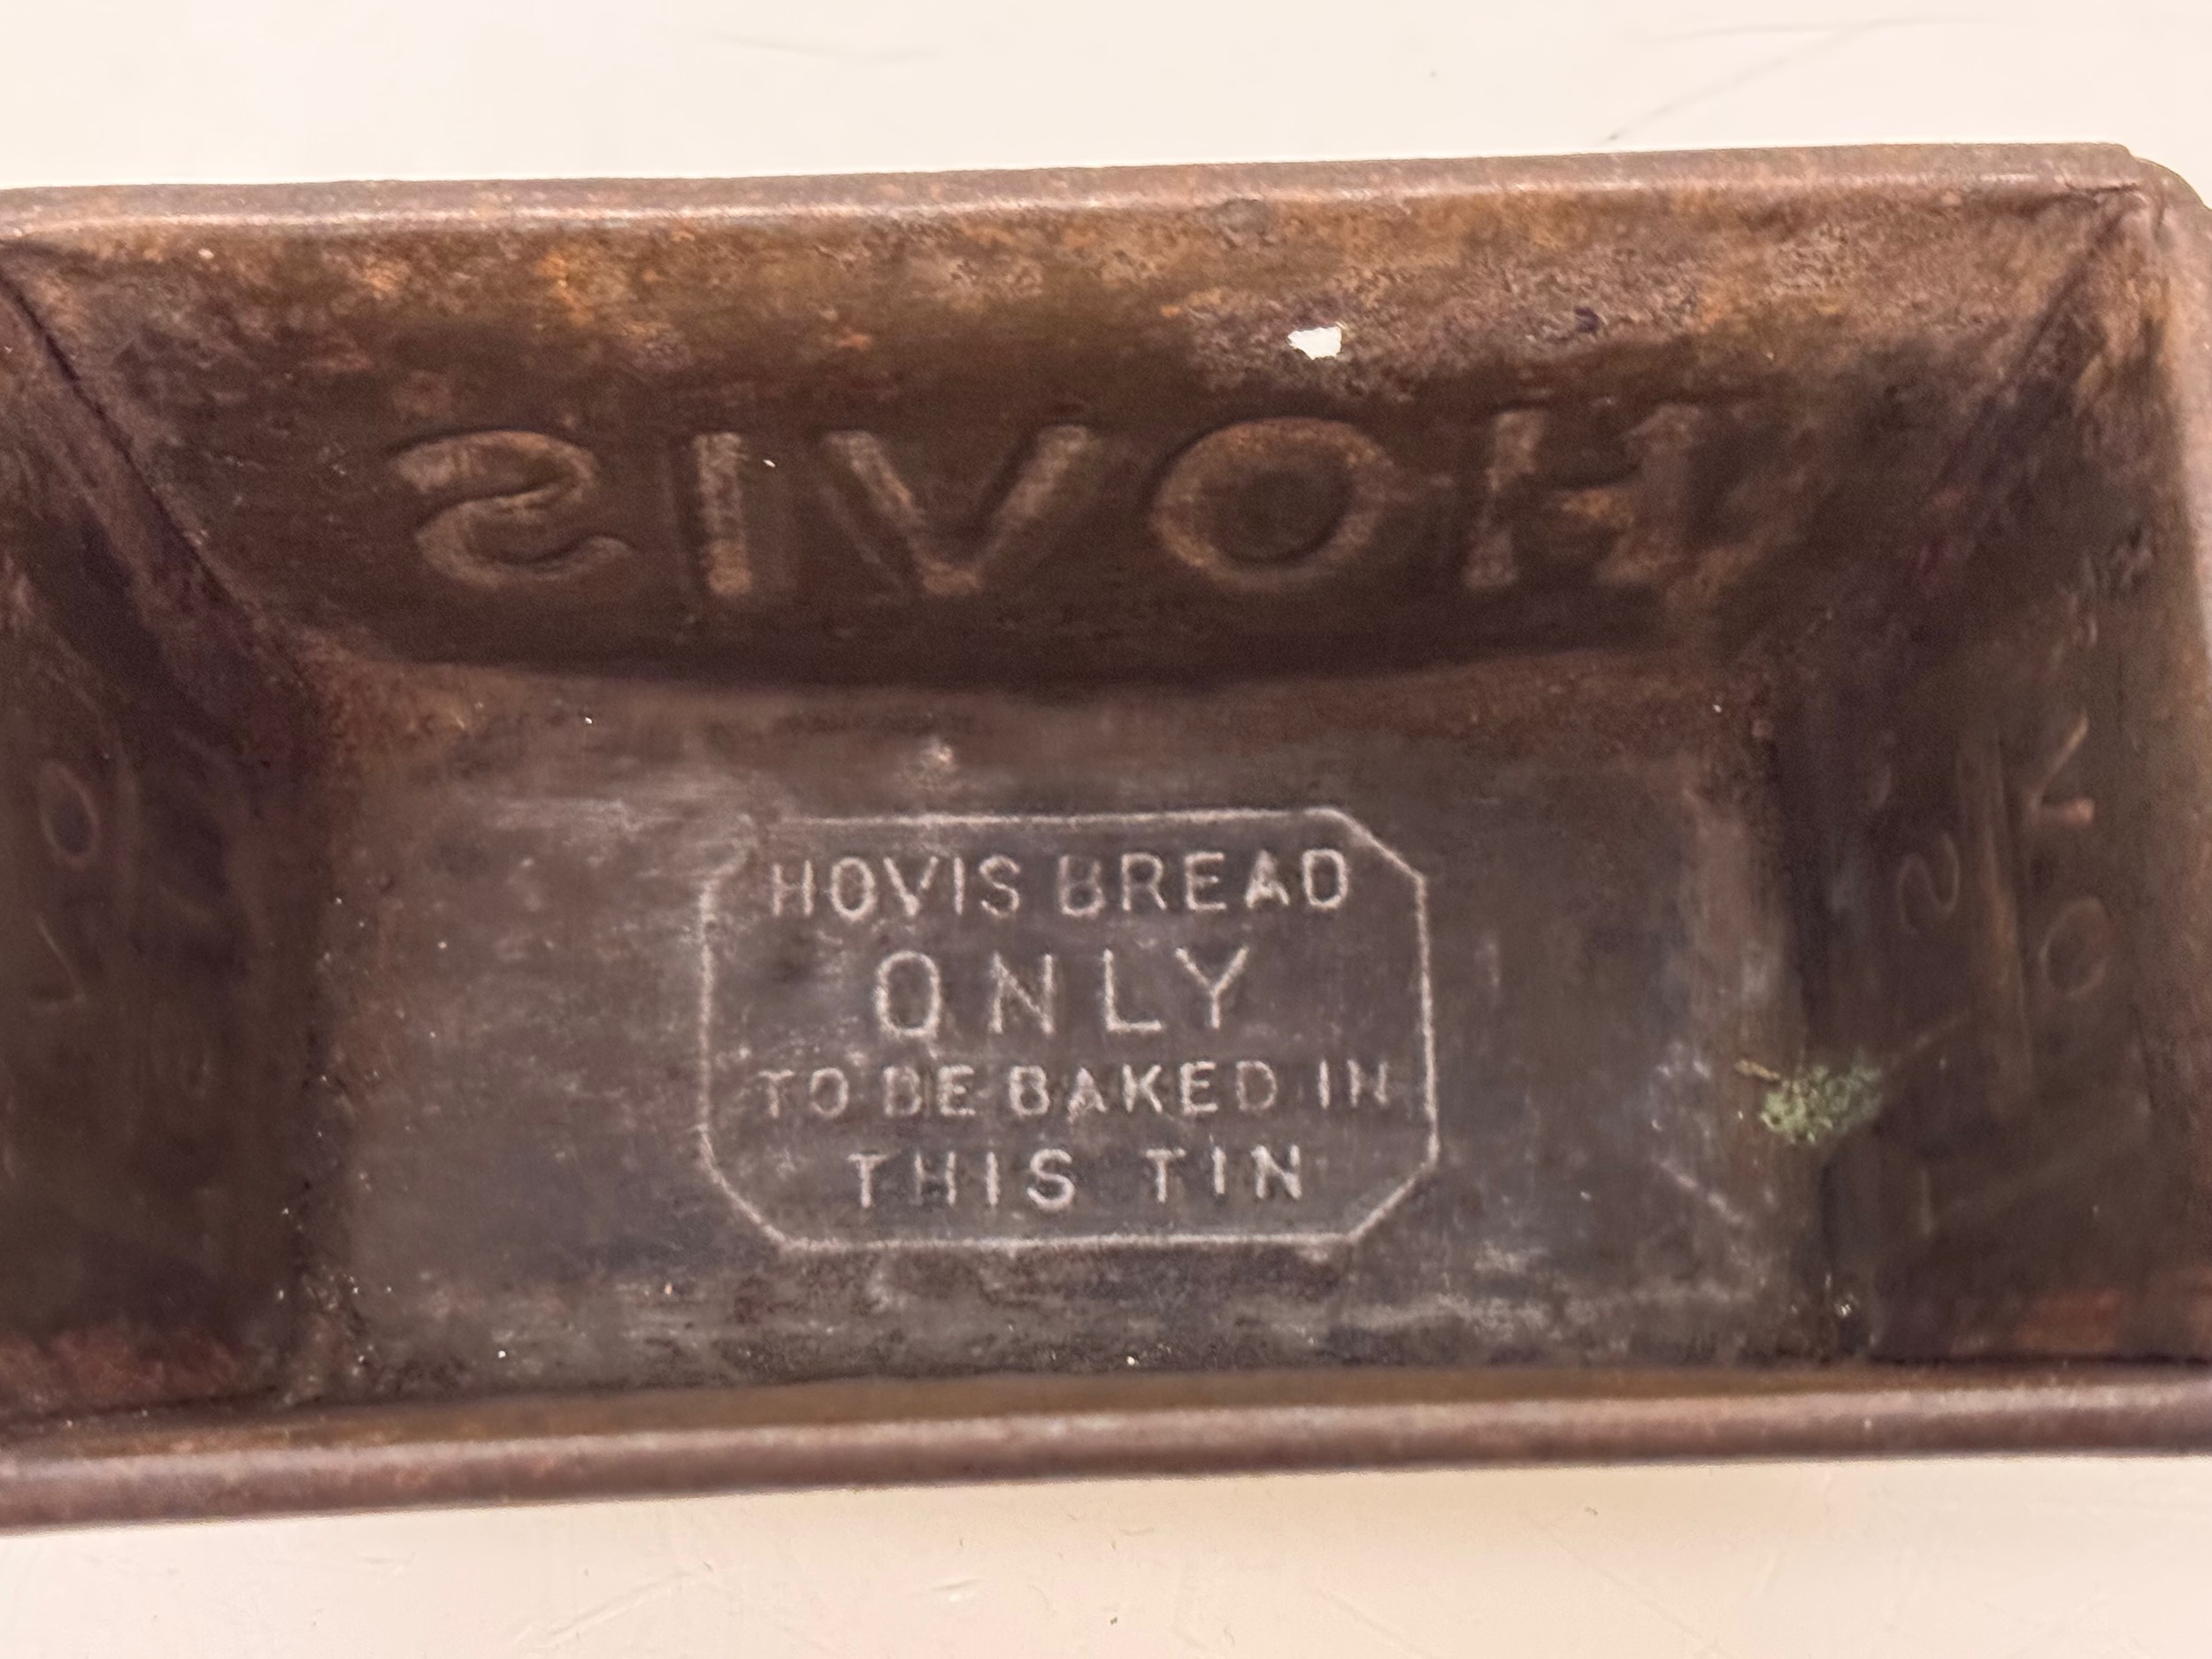 HOVIS
HOVIS BREAD
ONLY
TO BE BAKED IN
THIS TIN